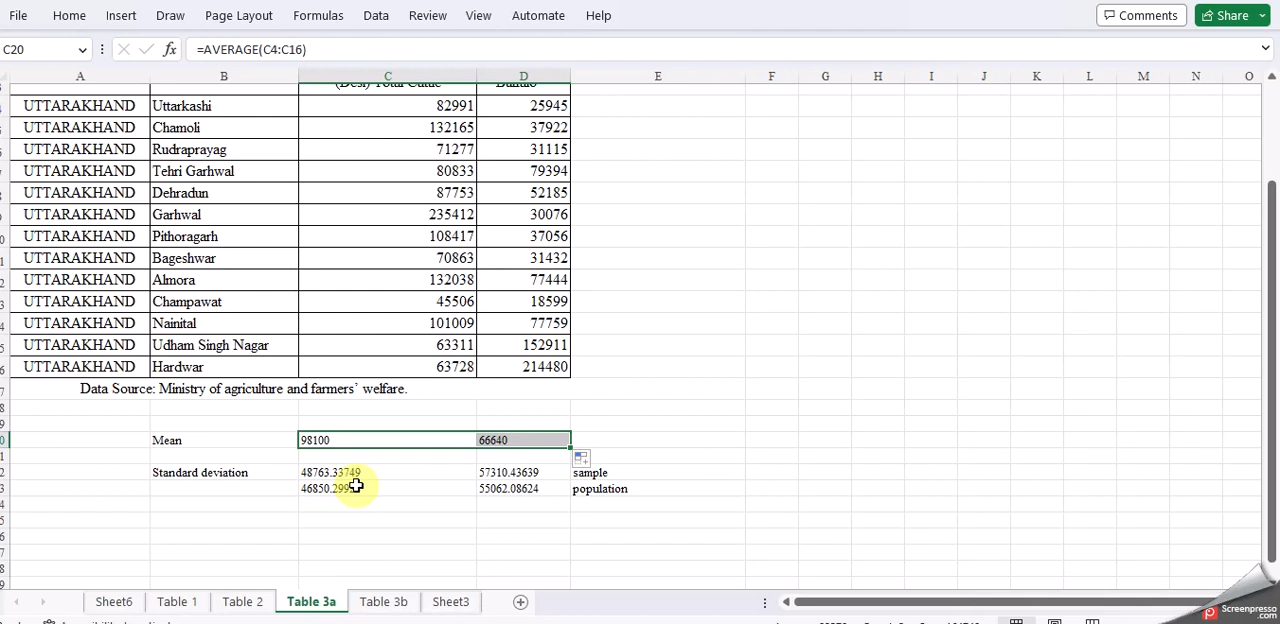 File Home Insert Draw Page Layout Formulas Data Review View Automate Help Comments Share
C20 fx =AVERAGE(C4:C16)
A B C D E F G H I J K L M N O
(Desi) Total Cattle Buffalo
UTTARAKHAND Uttarkashi 82991 25945
UTTARAKHAND Chamoli 132165 37922
UTTARAKHAND Rudraprayag 71277 31115
UTTARAKHAND Tehri Garhwal 80833 79394
UTTARAKHAND Dehradun 87753 52185
UTTARAKHAND Garhwal 235412 30076
UTTARAKHAND Pithoragarh 108417 37056
UTTARAKHAND Bageshwar 70863 31432
UTTARAKHAND Almora 132038 77444
UTTARAKHAND Champawat 45506 18599
UTTARAKHAND Nainital 101009 77759
UTTARAKHAND Udham Singh Nagar 63311 152911
UTTARAKHAND Hardwar 63728 214480
Data Source: Ministry of agriculture and farmers’ welfare.
Mean 98100 66640
Standard deviation 48763.33749 57310.43639 sample
55062.08624 population
Sheet6 Table 1 Table 2 Table 3a Table 3b Sheet3
Screenpresso
.com